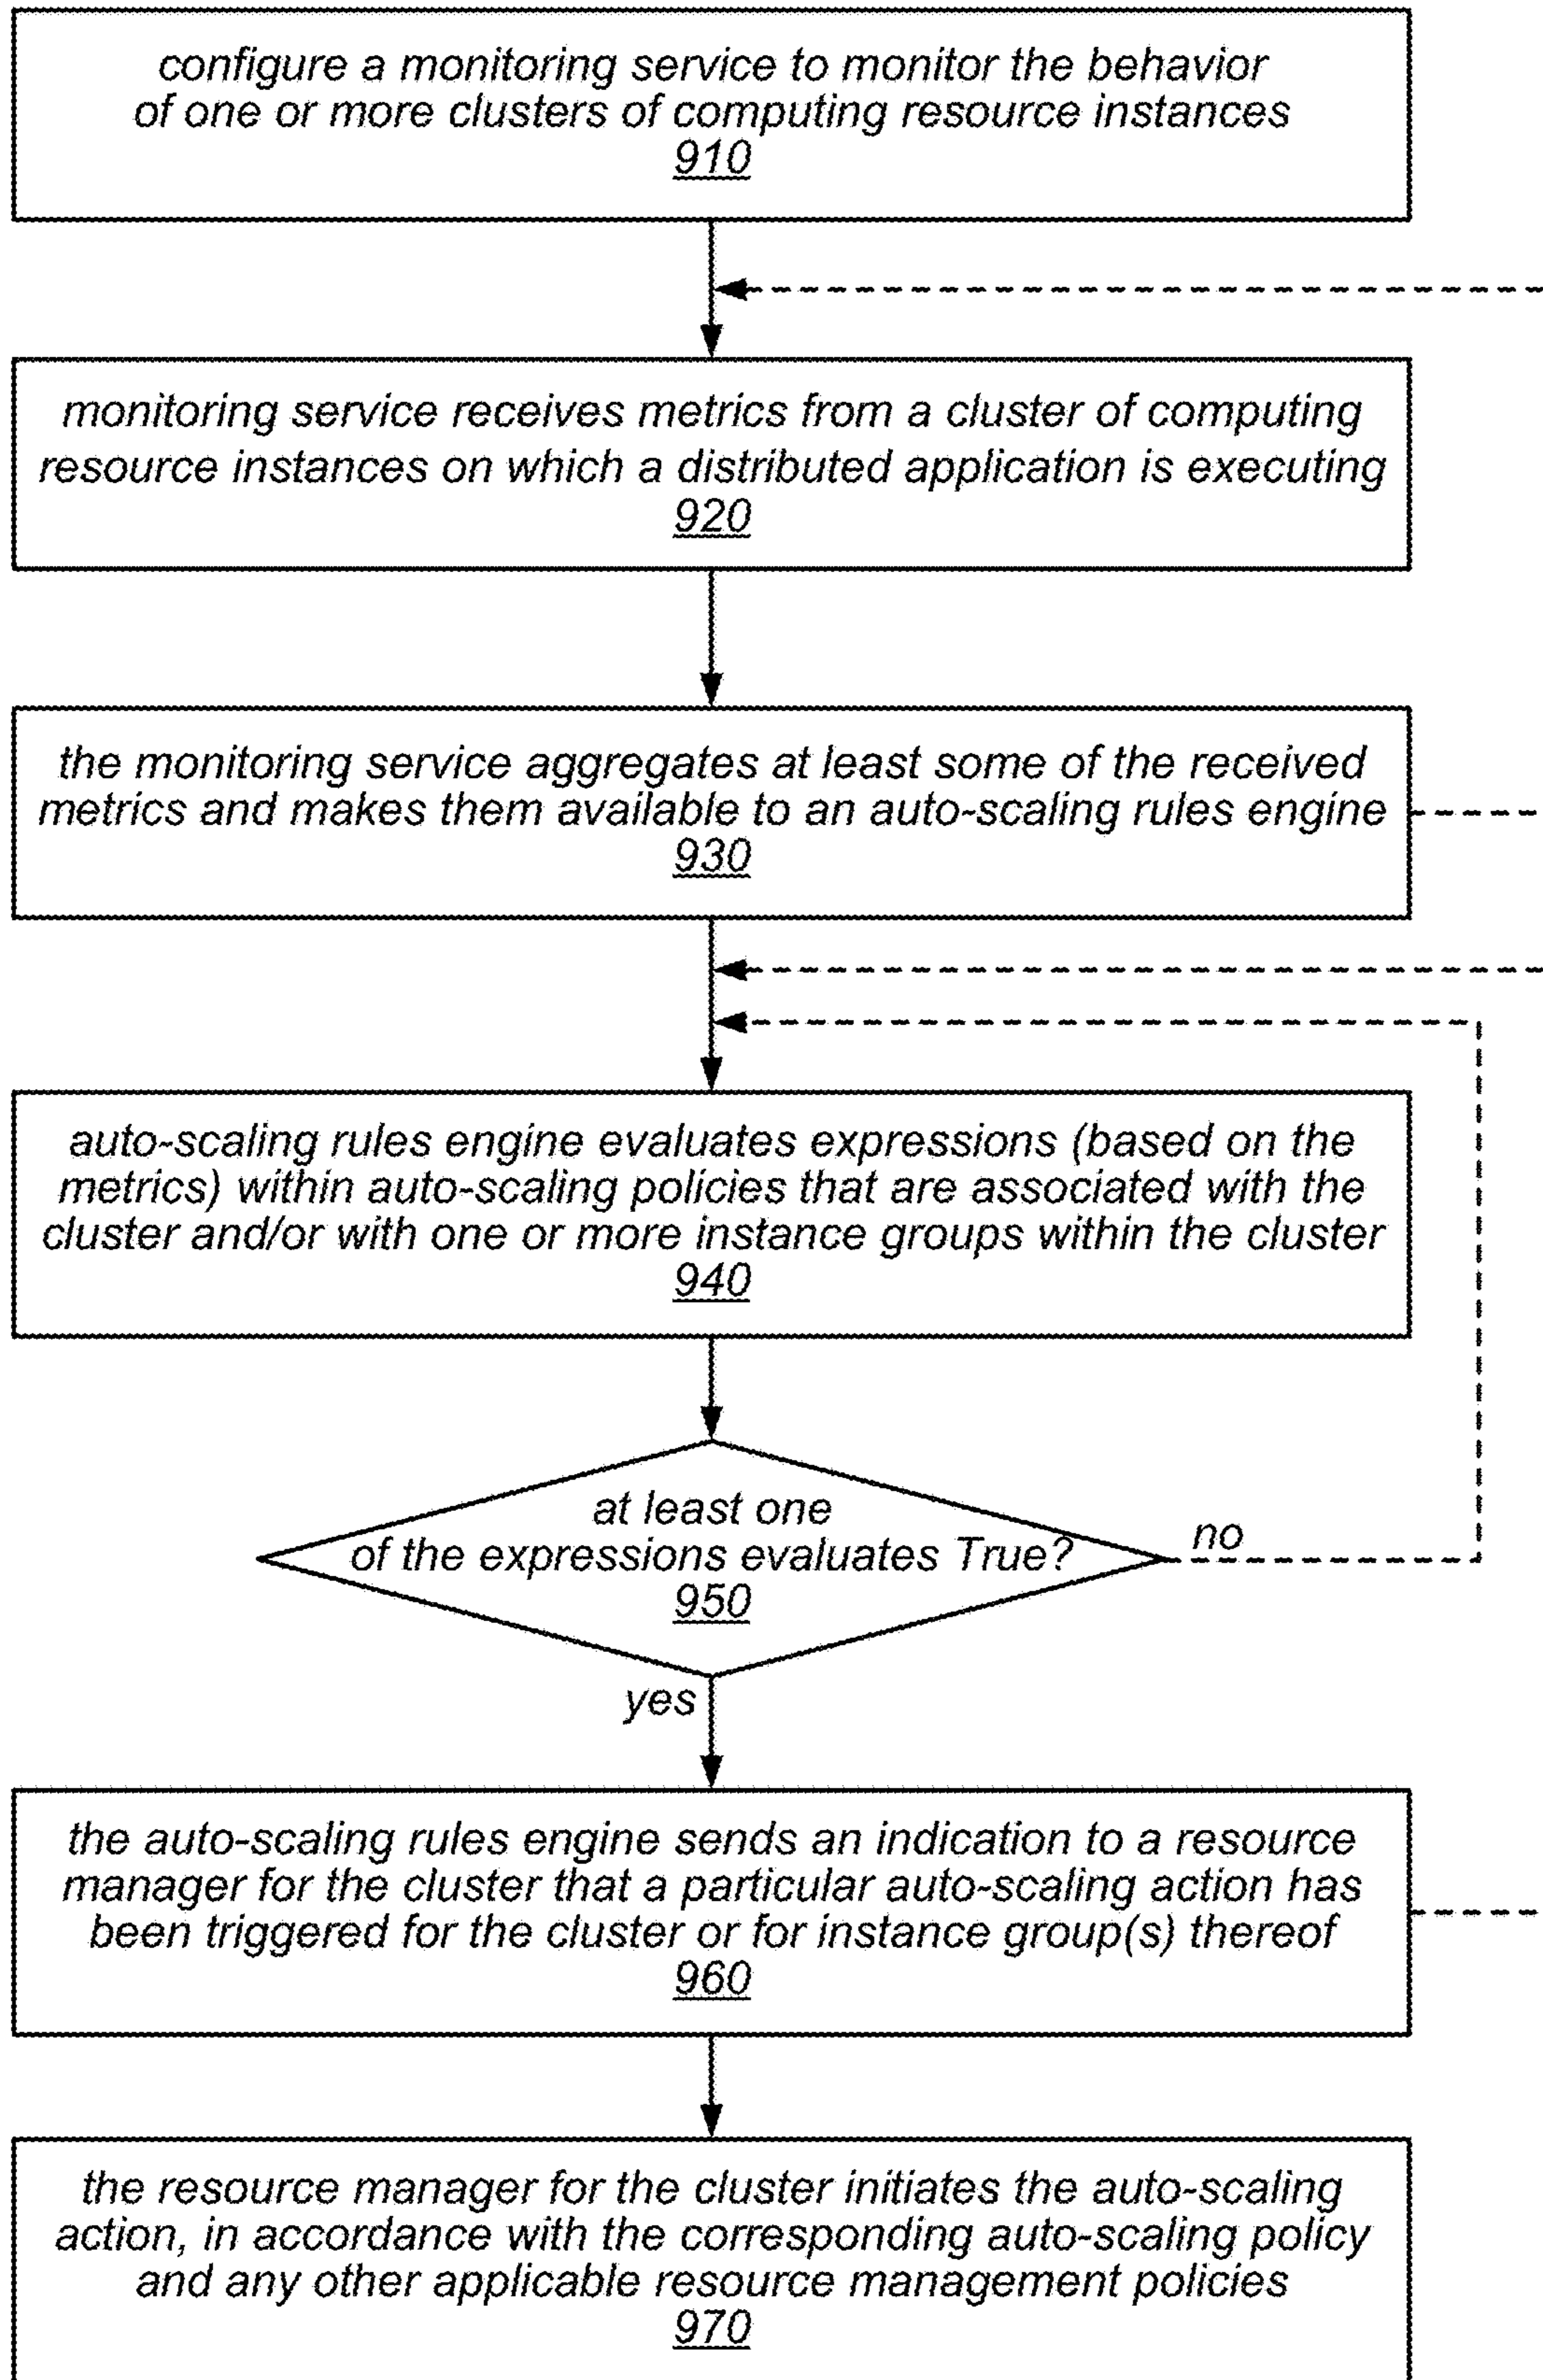 configure a monitoring service to monitor the behavior
of one or more clusters of computing resource instances
910
monitoring service receives metrics from a cluster of computing
resource instances on which a distributed application is executing
920
the monitoring service aggregates at least some of the received
metrics and makes them available to an auto-scaling rules engine
930
auto-scaling rules engine evaluates expressions (based on the
metrics) within auto-scaling policies that are associated with the
cluster and/or with one or more instance groups within the cluster
940
at least one
of the expressions evaluates True?
950
no
yes
the auto-scaling rules engine sends an indication to a resource
manager for the cluster that a particular auto-scaling action has
been triggered for the cluster or for instance group(s) thereof
960
the resource manager for the cluster initiates the auto-scaling
action, in accordance with the corresponding auto-scaling policy
and any other applicable resource management policies
970